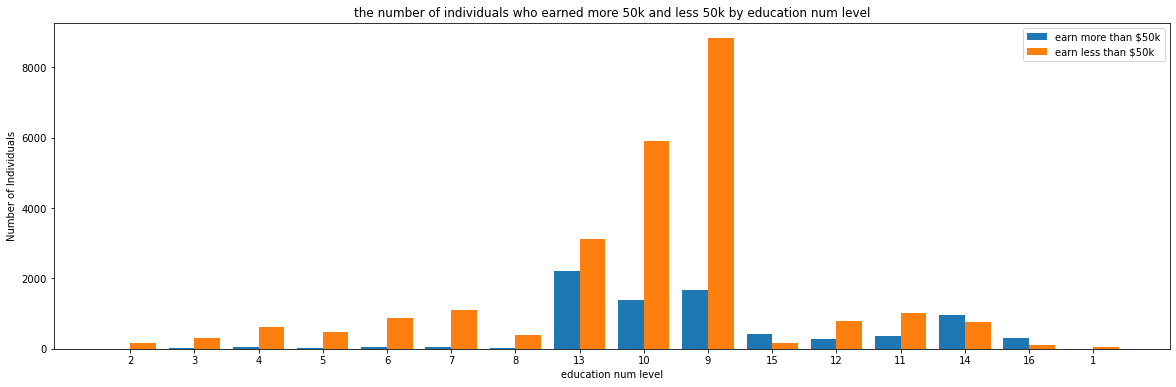 the number of individuals who earned more 50k and less 50k by education num level
earn more than $50k
earn less than $50k
Number of Individuals
8000
6000
4000
2000
0
2 3 4 5 6 7 8 13 10 9 15 12 11 14 16 1
education num level